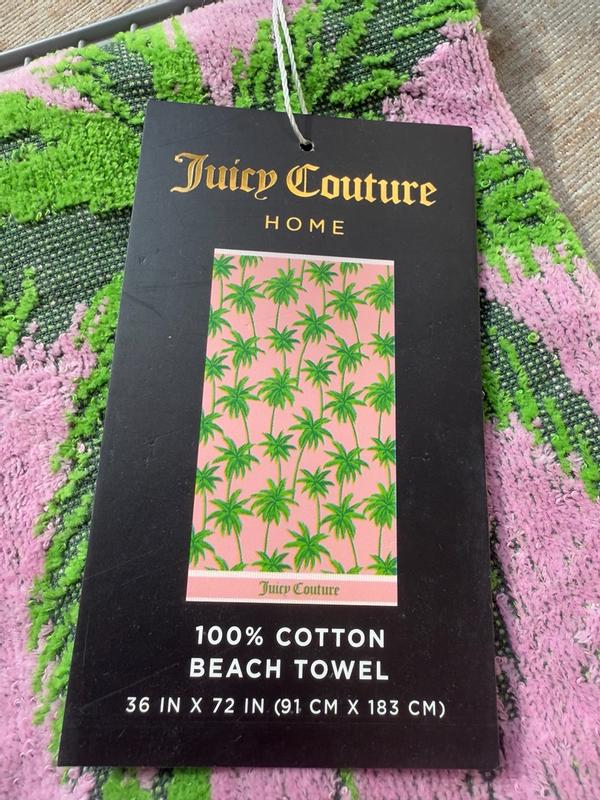 Juicy Couture
HOME
Juicy Couture
100% COTTON
BEACH TOWEL
36 IN X 72 IN (91 CM X 183 CM)